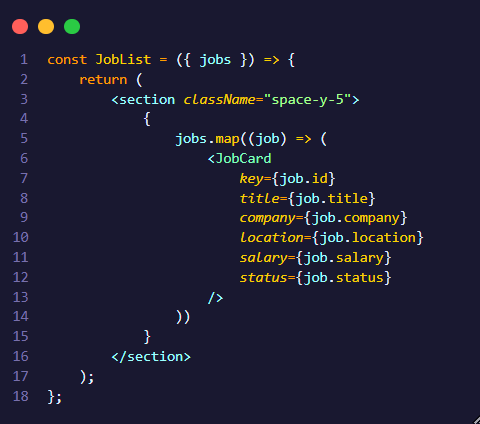 1 const JobList = ({ jobs }) => {
2     return (
3         <section className="space-y-5">
4             {
5                 jobs.map((job) => (
6                     <JobCard
7                         key={job.id}
8                         title={job.title}
9                         company={job.company}
10                         location={job.location}
11                         salary={job.salary}
12                         status={job.status}
13                     />
14                 ))
15             }
16         </section>
17     );
18 };